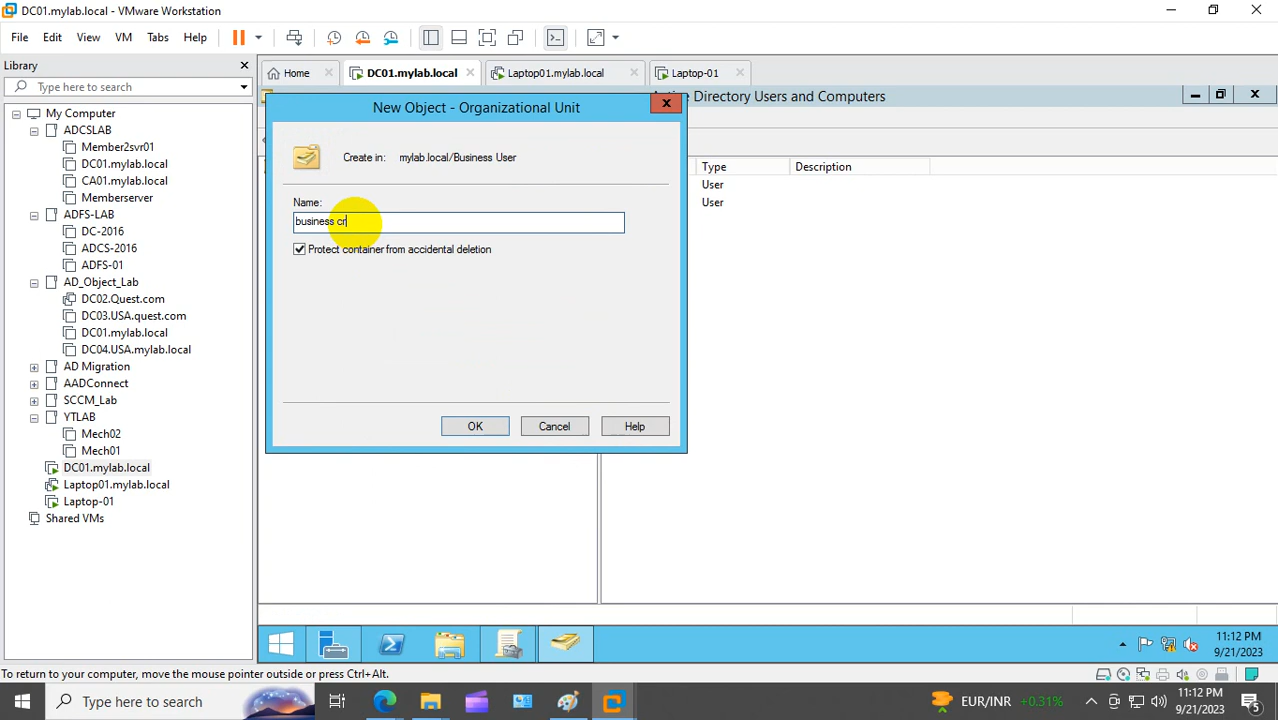 DC01.mylab.local - VMware Workstation
File Edit View VM Tabs Help
Library
Type here to search
My Computer
ADCSLAB
Member2svr01
DC01.mylab.local
CA01.mylab.local
Memberserver
ADFS-LAB
DC-2016
ADCS-2016
ADFS-01
AD_Object_Lab
DC02.Quest.com
DC03.USA.quest.com
DC01.mylab.local
DC04.USA.mylab.local
AD Migration
AADConnect
SCCM_Lab
YTLAB
Mech02
Mech01
DC01.mylab.local
Laptop01.mylab.local
Laptop-01
Shared VMs
Home DC01.mylab.local Laptop01.mylab.local Laptop-01
Active Directory Users and Computers
New Object - Organizational Unit
Create in: mylab.local/Business User
Name:
business cr
Protect container from accidental deletion
OK Cancel Help
Type Description
User
User
11:12 PM
9/21/2023
To return to your computer, move the mouse pointer outside or press Ctrl+Alt.
Type here to search
EUR/INR +0.31%
11:12 PM
9/21/2023
5